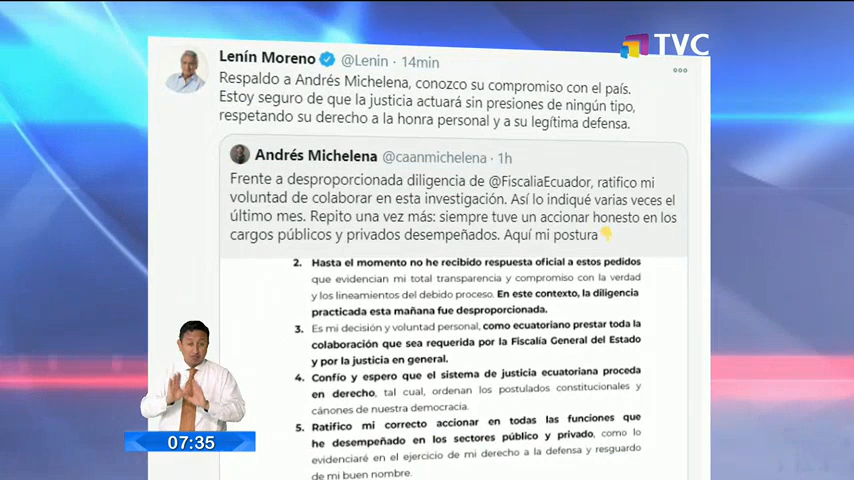 TVC
Lenín Moreno @Lenin · 14min
Respaldo a Andrés Michelena, conozco su compromiso con el país.
Estoy seguro de que la justicia actuará sin presiones de ningún tipo,
respetando su derecho a la honra personal y a su legítima defensa.
Andrés Michelena @caanmichelena · 1h
Frente a desproporcionada diligencia de @FiscaliaEcuador, ratifico mi
voluntad de colaborar en esta investigación. Así lo indiqué varias veces el
último mes. Repito una vez más: siempre tuve un accionar honesto en los
cargos públicos y privados desempeñados. Aquí mi postura👇
2. Hasta el momento no he recibido respuesta oficial a estos pedidos
que evidencian mi total transparencia y compromiso con la verdad
y los lineamientos del debido proceso. En este contexto, la diligencia
practicada esta mañana fue desproporcionada.
3. Es mi decisión y voluntad personal, como ecuatoriano prestar toda la
colaboración que sea requerida por la Fiscalía General del Estado
y por la justicia en general.
4. Confío y espero que el sistema de justicia ecuatoriano proceda
en derecho, tal cual, ordenan los postulados constitucionales y
cánones de nuestra democracia.
5. Ratifico mi correcto accionar en todas las funciones que
he desempeñado en los sectores público y privado, como lo
evidenciaré en el ejercicio de mi derecho a la defensa y resguardo
de mi buen nombre.
07:35